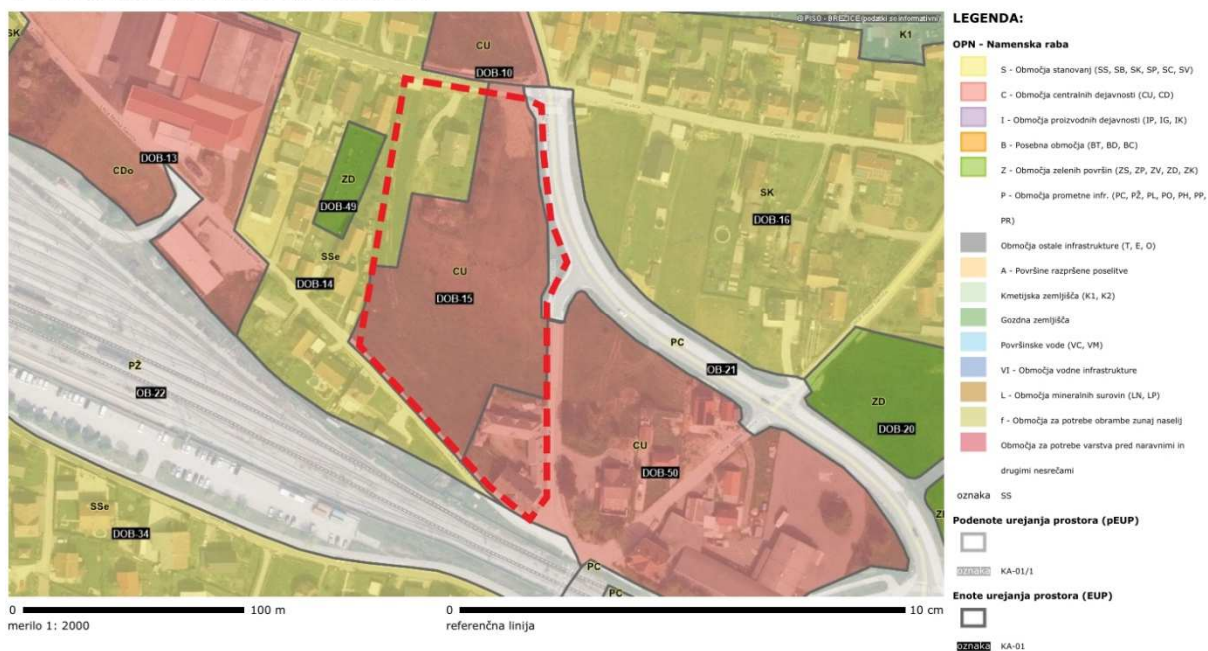 © PISO - BREŽICE (podatki so informativni)
SK
CU
DOB-10
K1
DOB-13
CDo
ZD
DOB-49
SK
DOB-16
SSe
DOB-14
CU
DOB-15
PŽ
OB-22
PC
OB-21
ZD
DOB-20
CU
DOB-50
SSe
DOB-34
PC
PC
0 100 m
merilo 1: 2000
0 10 cm
referenčna linija
LEGENDA:
OPN - Namenska raba
S - Območja stanovanj (SS, SB, SK, SP, SC, SV)
C - Območja centralnih dejavnosti (CU, CD)
I - Območja proizvodnih dejavnosti (IP, IG, IK)
B - Posebna območja (BT, BD, BC)
Z - Območja zelenih površin (ZS, ZP, ZV, ZD, ZK)
P - Območja prometne infr. (PC, PŽ, PL, PO, PH, PP,
PR)
Območja ostale infrastrukture (T, E, O)
A - Površine razpršene poselitve
Kmetijska zemljišča (K1, K2)
Gozdna zemljišča
Površinske vode (VC, VM)
VI - Območja vodne infrastrukture
L - Območja mineralnih surovin (LN, LP)
f - Območja za potrebe obrambe zunaj naselij
Območja za potrebe varstva pred naravnimi in
drugimi nesrečami
oznaka SS
Podenote urejanja prostora (pEUP)
oznaka KA-01/1
Enote urejanja prostora (EUP)
oznaka KA-01